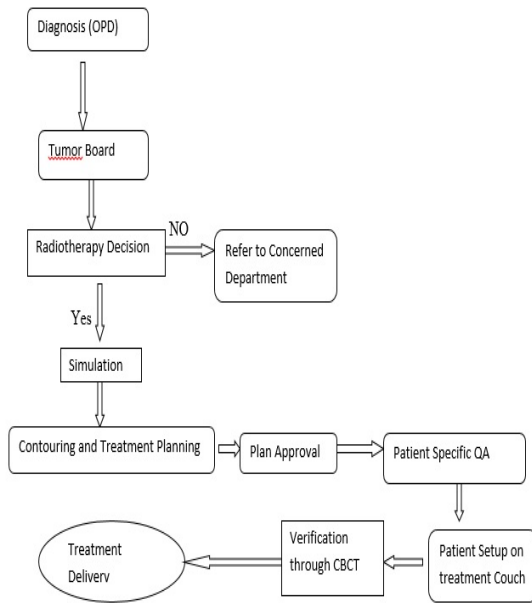 Diagnosis (OPD)
Tumor Board
Radiotherapy Decision
NO
Refer to Concerned
Department
Yes
Simulation
Contouring and Treatment Planning
Plan Approval
Patient Specific QA
Patient Setup on
treatment Couch
Verification
through CBCT
Treatment
Delivery